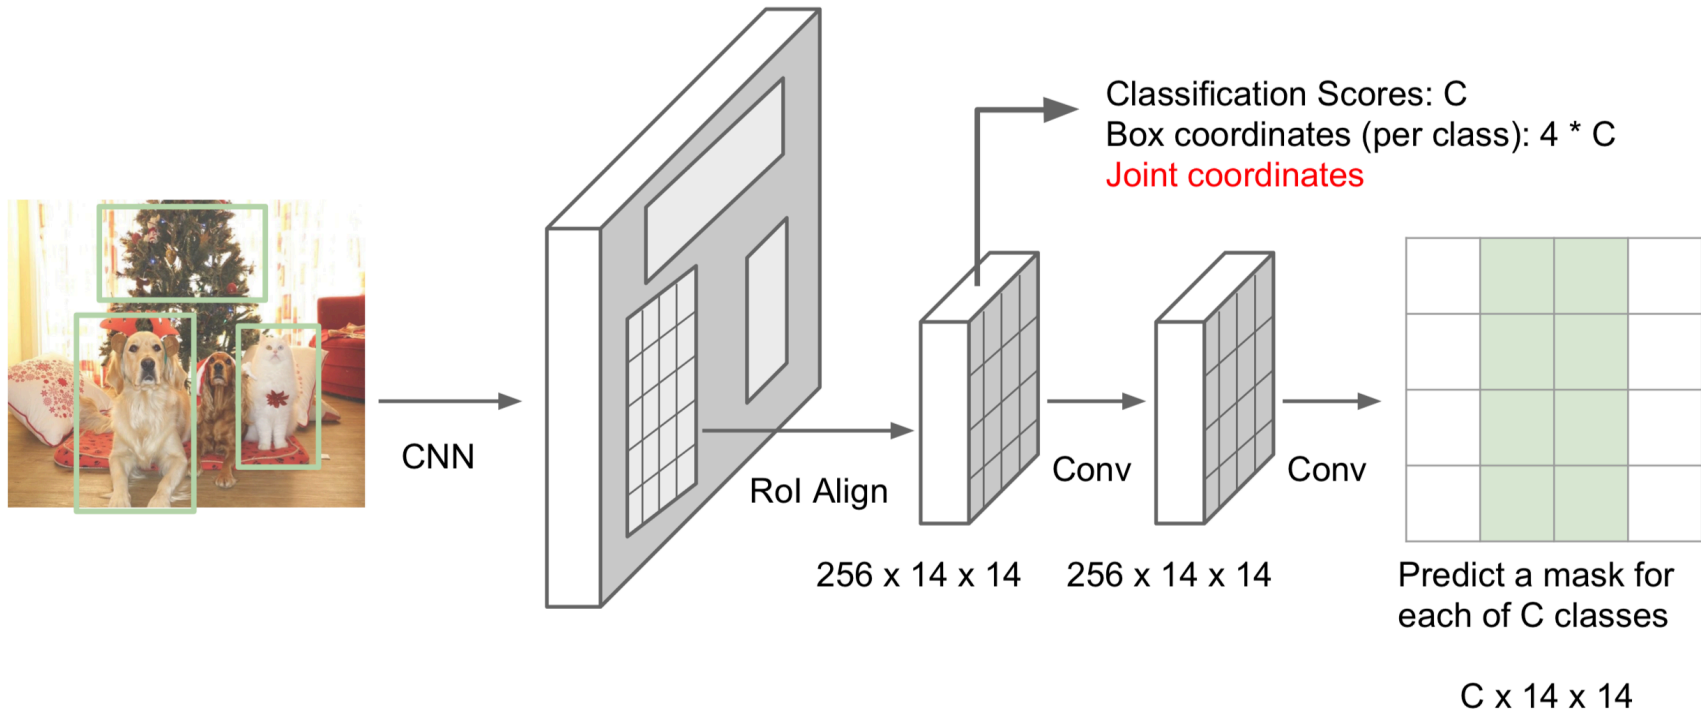 Classification Scores: C
Box coordinates (per class): 4 * C
Joint coordinates
CNN
RoI Align
Conv
Conv
256 x 14 x 14
256 x 14 x 14
Predict a mask for
each of C classes
C x 14 x 14